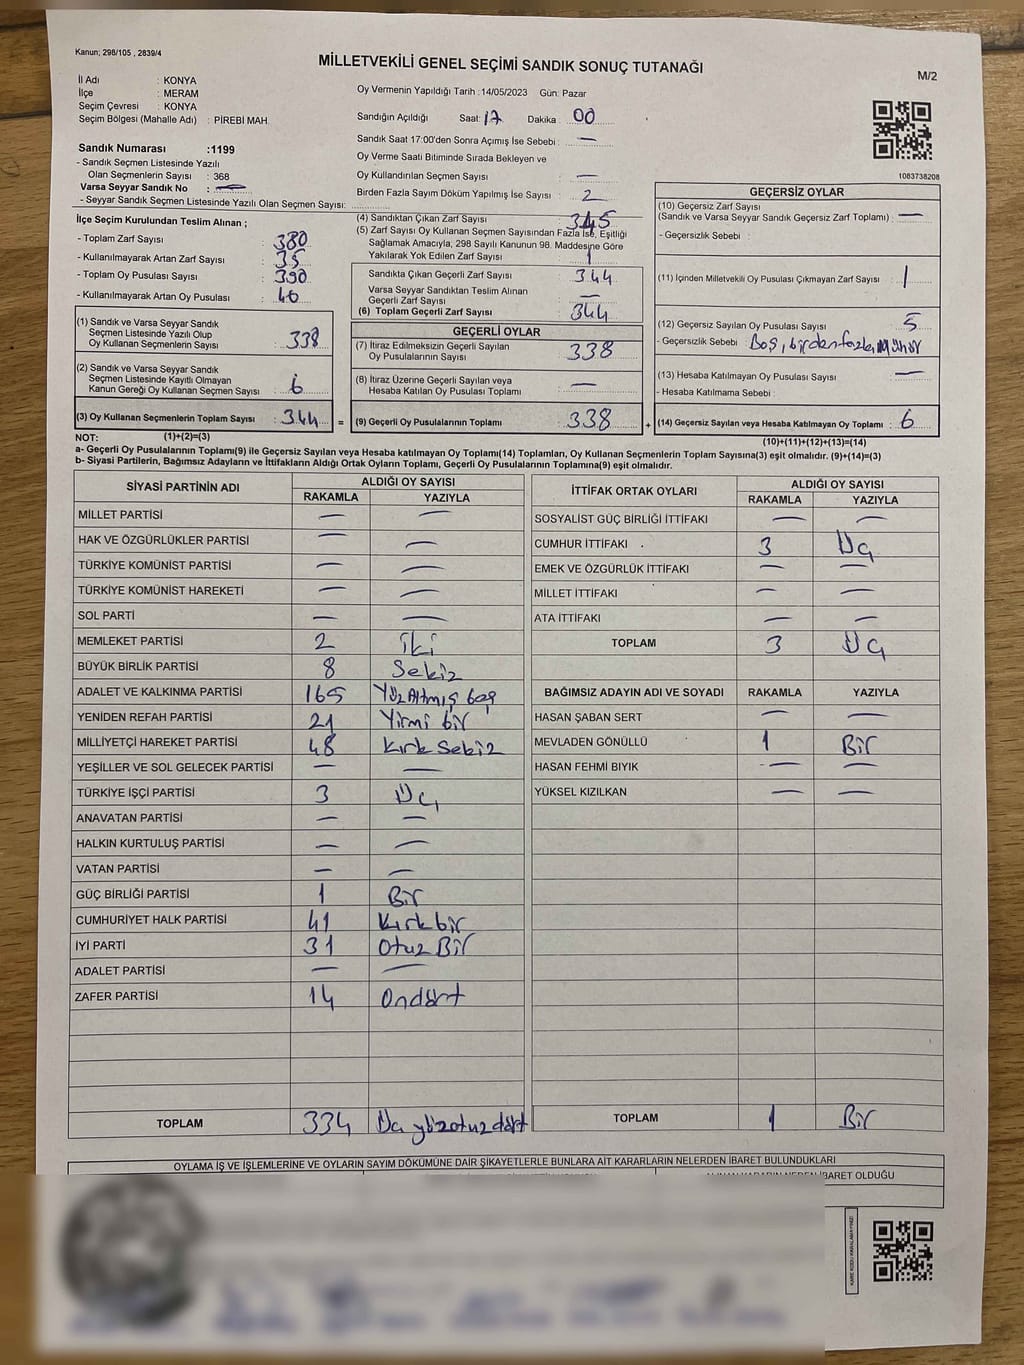 Kanun; 298/105 , 2839/4
MİLLETVEKİLİ GENEL SEÇİMİ SANDIK SONUÇ TUTANAĞI
M/2
İl Adı : KONYA
İlçe : MERAM
Seçim Çevresi : KONYA
Seçim Bölgesi (Mahalle Adı) : PİREBİ MAH.
Sandık Numarası :1199
- Sandık Seçmen Listesinde Yazılı
Olan Seçmenlerin Sayısı : 368
Varsa Seyyar Sandık No : —
- Seyyar Sandık Seçmen Listesinde Yazılı Olan Seçmen Sayısı:
Oy Vermenin Yapıldığı Tarih : 14/05/2023 Gün: Pazar
Sandığın Açıldığı Saat: 17 Dakika : 00
Sandık Saat 17:00'den Sonra Açımış İse Sebebi : —
Oy Verme Saati Bitiminde Sırada Bekleyen ve
Oy Kullandırılan Seçmen Sayısı : —
Birden Fazla Sayım Döküm Yapılmış İse Sayısı : 2
1083738208
İlçe Seçim Kurulundan Teslim Alınan ;
- Toplam Zarf Sayısı : 380
- Kullanılmayarak Artan Zarf Sayısı : 35
- Toplam Oy Pusulası Sayısı : 390
- Kullanılmayarak Artan Oy Pusulası : 46
(1) Sandık ve Varsa Seyyar Sandık
Seçmen Listesinde Yazılı Olup
Oy Kullanan Seçmenlerin Sayısı : 338
(2) Sandık ve Varsa Seyyar Sandık
Seçmen Listesinde Kayıtlı Olmayan
Kanun Gereği Oy Kullanan Seçmen Sayısı : 6
(3) Oy Kullanan Seçmenlerin Toplam Sayısı : 344 =
(4) Sandıktan Çıkan Zarf Sayısı : 345
(5) Zarf Sayısı Oy Kullanan Seçmen Sayısından Fazla İse, Eşitliği
Sağlamak Amacıyla, 298 Sayılı Kanunun 98. Maddesine Göre
Yakılarak Yok Edilen Zarf Sayısı : 1
Sandıkta Çıkan Geçerli Zarf Sayısı : 344
Varsa Seyyar Sandıktan Teslim Alınan
Geçerli Zarf Sayısı : —
(6) Toplam Geçerli Zarf Sayısı : 344
GEÇERLİ OYLAR
(7) İtiraz Edilmeksizin Geçerli Sayılan
Oy Pusulalarının Sayısı : 338
(8) İtiraz Üzerine Geçerli Sayılan veya
Hesaba Katılan Oy Pusulası Toplamı : —
(9) Geçerli Oy Pusulalarının Toplamı : 338 +
GEÇERSİZ OYLAR
(10) Geçersiz Zarf Sayısı
(Sandık ve Varsa Seyyar Sandık Geçersiz Zarf Toplamı) : —
- Geçersizlik Sebebi :
(11) İçinden Milletvekili Oy Pusulası Çıkmayan Zarf Sayısı : 1
(12) Geçersiz Sayılan Oy Pusulası Sayısı : 5
- Geçersizlik Sebebi : Boş, birden fazla Mühür
(13) Hesaba Katılmayan Oy Pusulası Sayısı : —
- Hesaba Katılmama Sebebi :
(14) Geçersiz Sayılan veya Hesaba Katılmayan Oy Toplamı : 6
NOT: (1)+(2)=(3)
(10)+(11)+(12)+(13)=(14)
a- Geçerli Oy Pusulalarının Toplamı(9) ile Geçersiz Sayılan veya Hesaba katılmayan Oy Toplamı(14) Toplamları, Oy Kullanan Seçmenlerin Toplam Sayısına(3) eşit olmalıdır. (9)+(14)=(3)
b- Siyasi Partilerin, Bağımsız Adayların ve İttifakların Aldığı Ortak Oyların Toplamı, Geçerli Oy Pusulalarının Toplamına(9) eşit olmalıdır.
SİYASİ PARTİNİN ADI ALDIĞI OY SAYISI
RAKAMLA YAZIYLA
MİLLET PARTİSİ — —
HAK VE ÖZGÜRLÜKLER PARTİSİ — —
TÜRKİYE KOMÜNİST PARTİSİ — —
TÜRKİYE KOMÜNİST HAREKETİ — —
SOL PARTİ — —
MEMLEKET PARTİSİ 2 iki
BÜYÜK BİRLİK PARTİSİ 8 Sekiz
ADALET VE KALKINMA PARTİSİ 165 Yüz Altmış beş
YENİDEN REFAH PARTİSİ 21 Yirmi bir
MİLLİYETÇİ HAREKET PARTİSİ 48 Kırk Sekiz
YEŞİLLER VE SOL GELECEK PARTİSİ — —
TÜRKİYE İŞÇİ PARTİSİ 3 Üç
ANAVATAN PARTİSİ — —
HALKIN KURTULUŞ PARTİSİ — —
VATAN PARTİSİ — —
GÜÇ BİRLİĞİ PARTİSİ 1 Bir
CUMHURİYET HALK PARTİSİ 41 Kırk bir
İYİ PARTİ 31 Otuz Bir
ADALET PARTİSİ — —
ZAFER PARTİSİ 14 Ondört
TOPLAM 334 Üç yüzotuzdört
İTTİFAK ORTAK OYLARI ALDIĞI OY SAYISI
RAKAMLA YAZIYLA
SOSYALİST GÜÇ BİRLİĞİ İTTİFAKI — —
CUMHUR İTTİFAKI 3 Üç
EMEK VE ÖZGÜRLÜK İTTİFAKI — —
MİLLET İTTİFAKI — —
ATA İTTİFAKI — —
TOPLAM 3 Üç
BAĞIMSIZ ADAYIN ADI VE SOYADI RAKAMLA YAZIYLA
HASAN ŞABAN SERT — —
MEVLADEN GÖNÜLLÜ 1 Bir
HASAN FEHMİ BIYIK — —
YÜKSEL KIZILKAN — —
TOPLAM 1 Bir
OYLAMA İŞ VE İŞLEMLERİNE VE OYLARIN SAYIM DÖKÜMÜNE DAİR ŞİKAYETLERLE BUNLARA AİT KARARLARIN NELERDEN İBARET BULUNDUKLARI
İBARET OLDUĞU